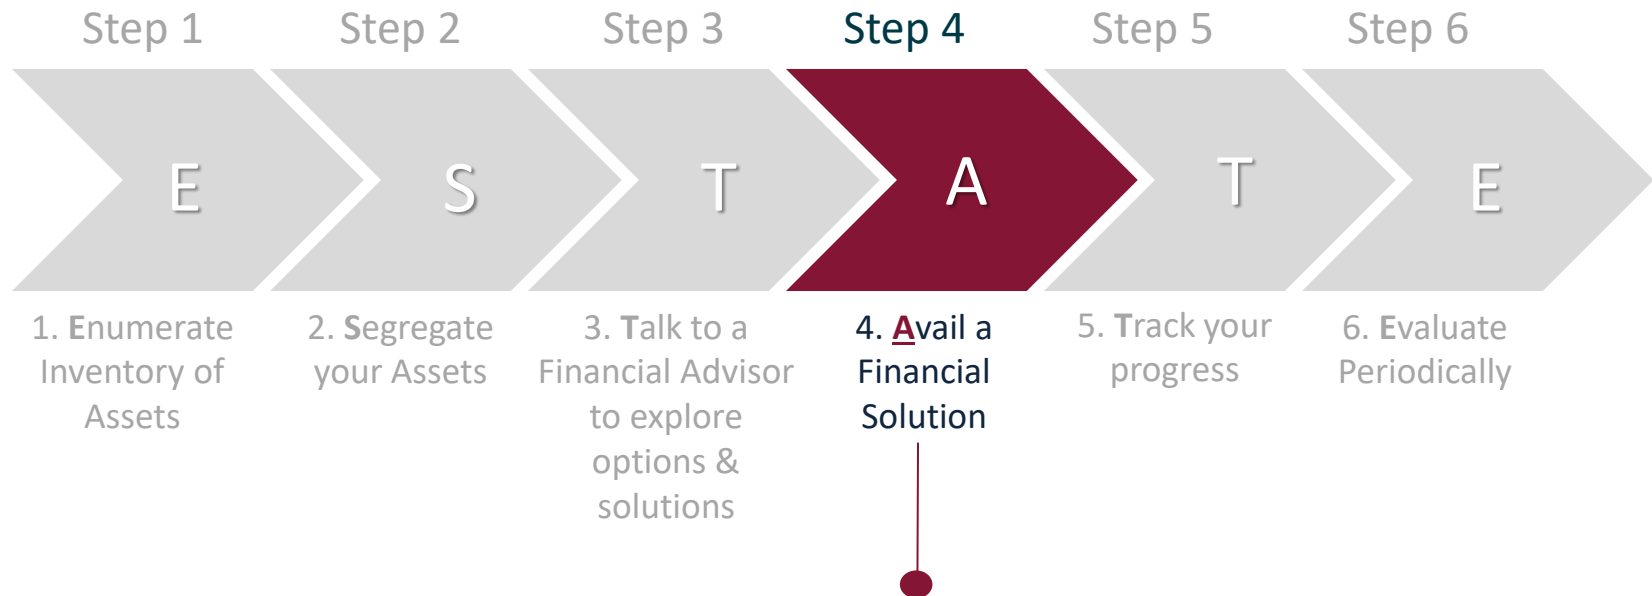 Step 1
Step 2
Step 3
Step 4
Step 5
Step 6
E
S
T
A
T
E
1. Enumerate
Inventory of
Assets
2. Segregate
your Assets
3. Talk to a
Financial Advisor
to explore
options &
solutions
4. Avail a
Financial
Solution
5. Track your
progress
6. Evaluate
Periodically